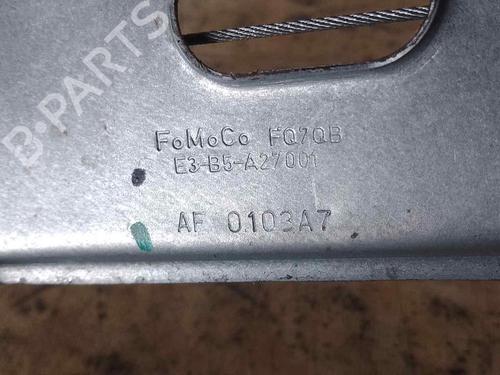 B-PARTS
FoMoCo FQ7QB
E3-B5-A27001
AF 0103A7